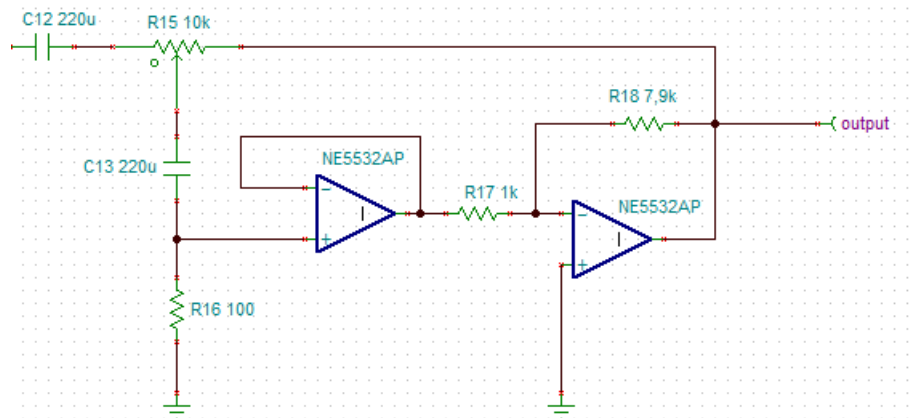 C12 220u
R15 10k
R18 7,9k
output
C13 220u
NE5532AP
R17 1k
NE5532AP
R16 100